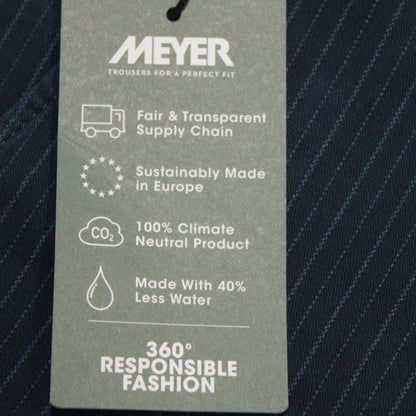 MEYER
TROUSERS FOR A PERFECT FIT
Fair & Transparent
Supply Chain
Sustainably Made
in Europe
CO₂
100% Climate
Neutral Product
Made With 40%
Less Water
360°
RESPONSIBLE
FASHION